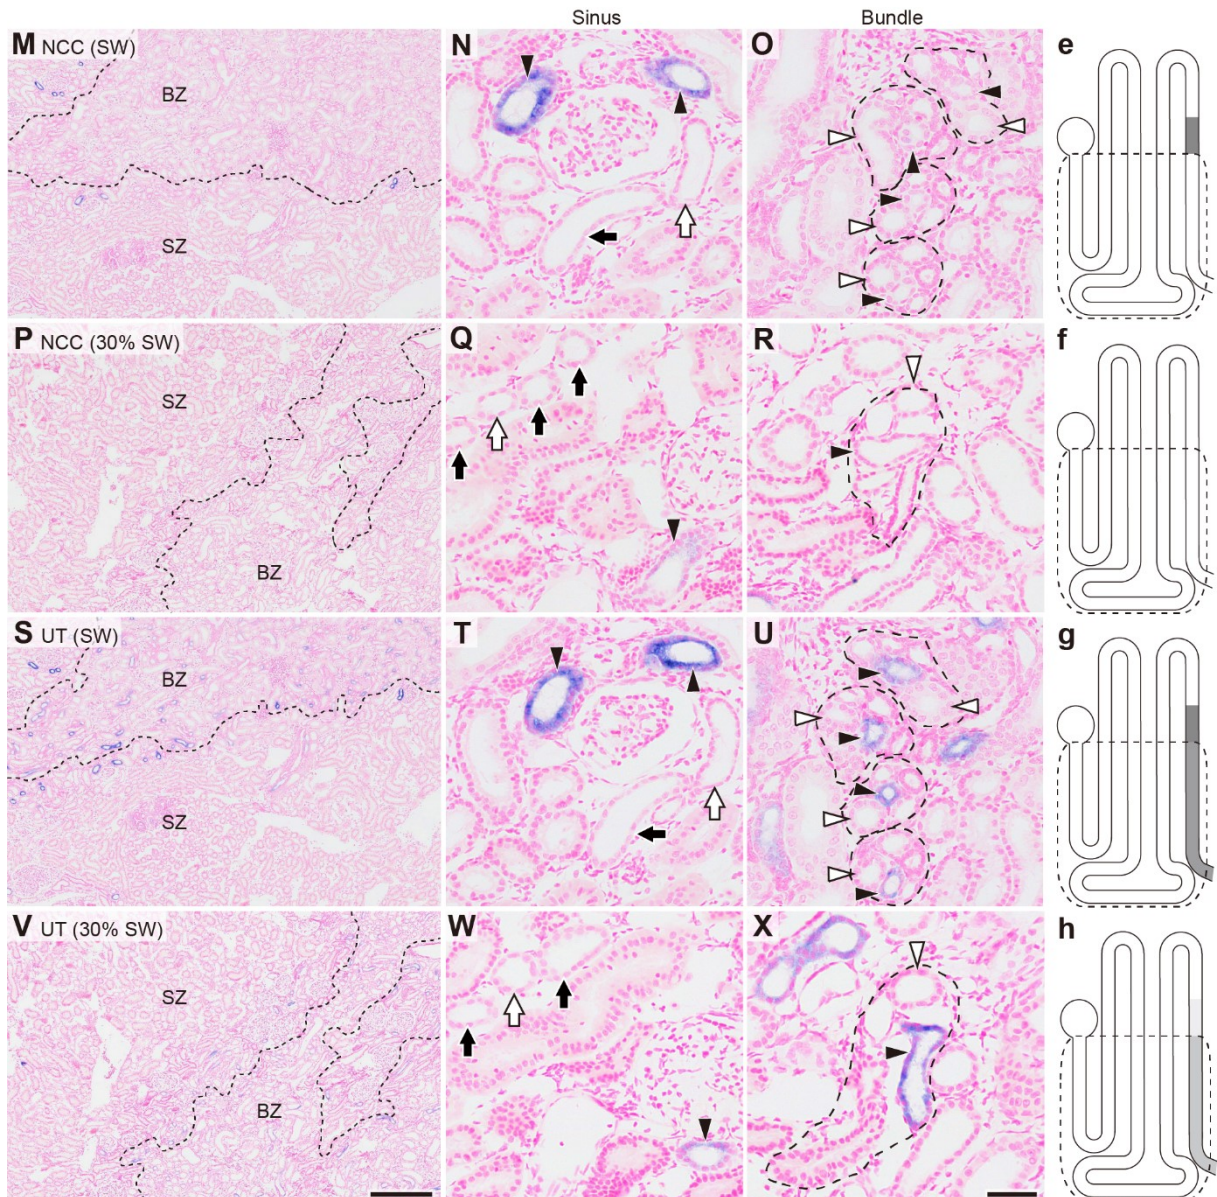 Sinus Bundle
M NCC (SW) N O e
BZ
SZ
P NCC (30% SW) Q R f
SZ
BZ
S UT (SW) T U g
BZ
SZ
V UT (30% SW) W X h
SZ
BZ